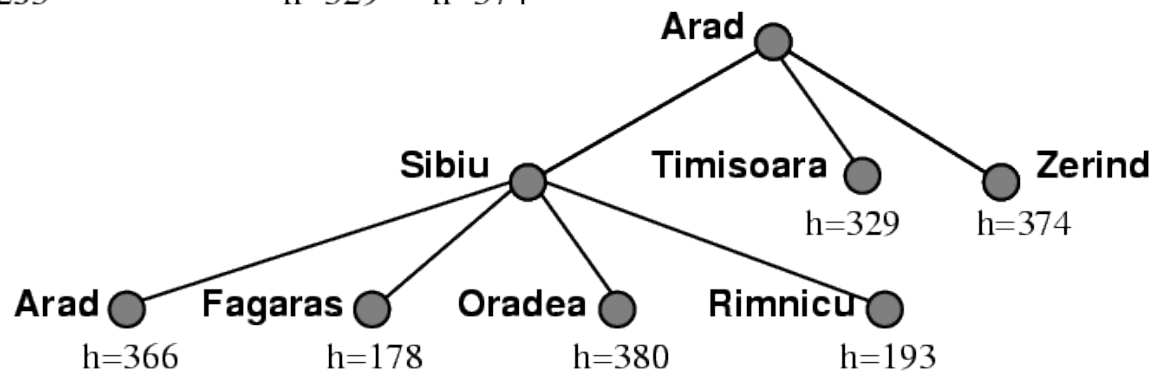 Arad
Sibiu Timisoara Zerind
h=329 h=374
Arad Fagaras Oradea Rimnicu
h=366 h=178 h=380 h=193